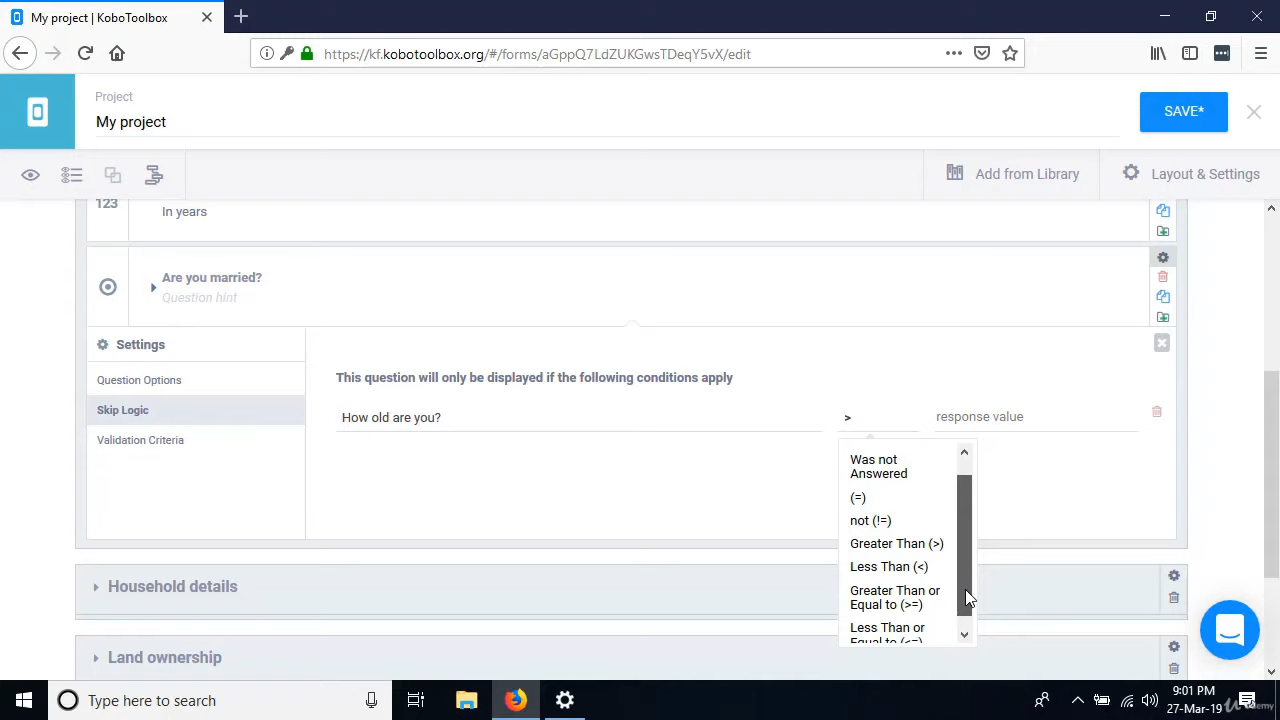 My project | KoboToolbox
https://kf.kobotoolbox.org/#/forms/aGppQ7LdZUKGwsTDeqY5vX/edit
Project
My project
SAVE*
Add from Library
Layout & Settings
123
In years
Are you married?
Question hint
Settings
Question Options
Skip Logic
Validation Criteria
This question will only be displayed if the following conditions apply
How old are you?
>
response value
Was not
Answered
(=)
not (!=)
Greater Than (>)
Less Than (<)
Greater Than or
Equal to (>=)
Less Than or
Equal to (<=)
Household details
Land ownership
Type here to search
9:01 PM
27-Mar-19
Udemy